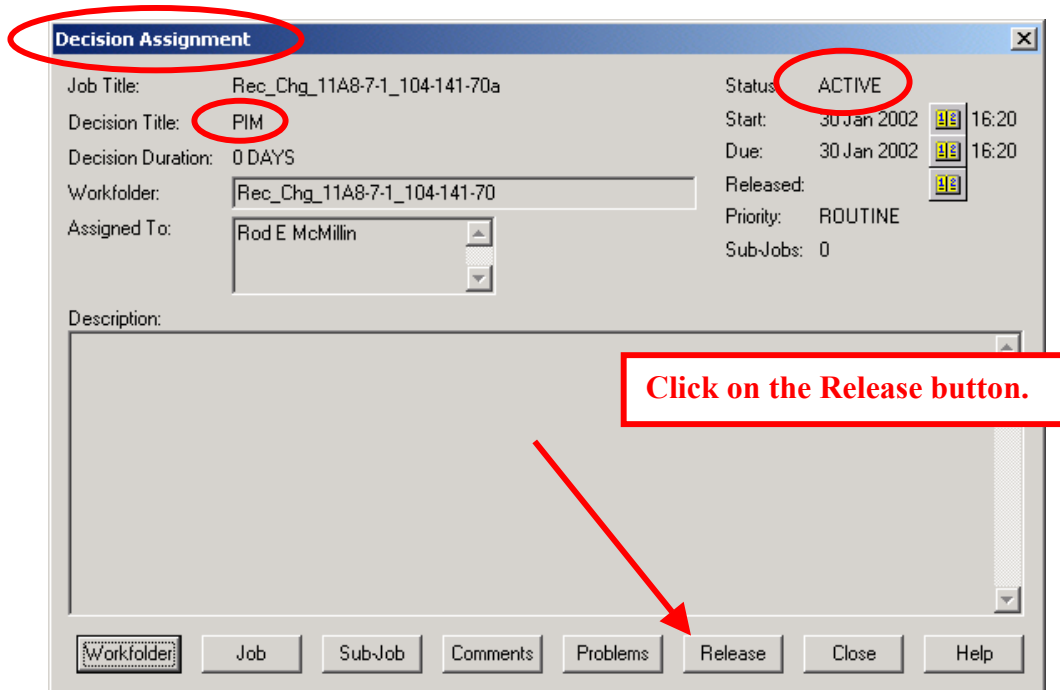 Decision Assignment
Job Title: Rec_Chg_11A8-7-1_104-141-70a
Status ACTIVE
Decision Title: PIM
Start: 30 Jan 2002 16:20
Decision Duration: 0 DAYS
Due: 30 Jan 2002 16:20
Workfolder: Rec_Chg_11A8-7-1_104-141-70
Released:
Assigned To: Rod E McMillin
Priority: ROUTINE
Sub-Jobs: 0
Description:
Click on the Release button.
Workfolder Job Sub-Job Comments Problems Release Close Help